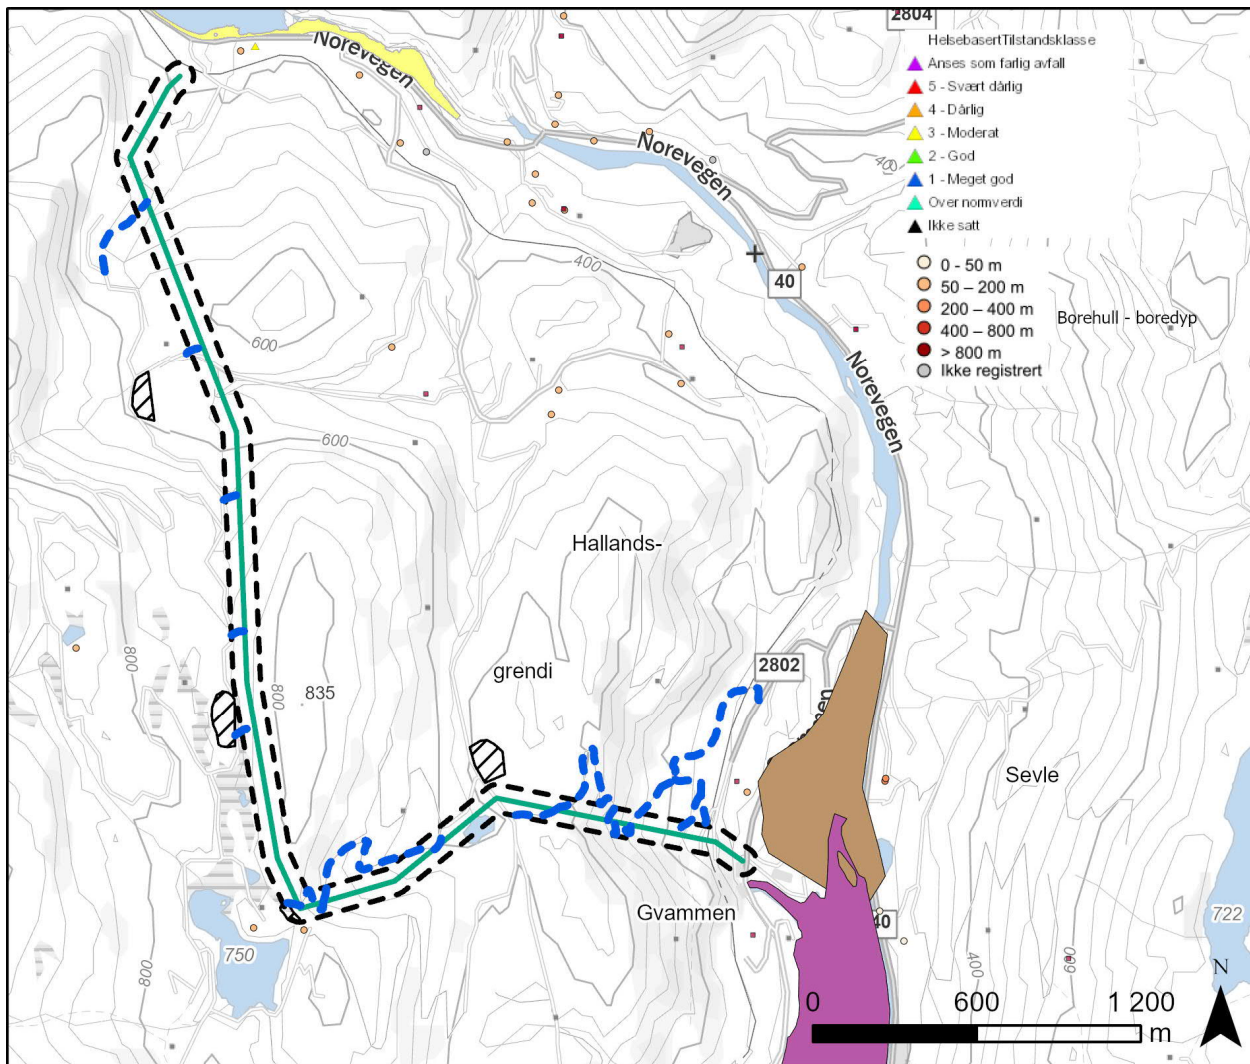 2804
HelsebasertTilstandsklasse
Anses som farlig avfall
5 - Svært dårlig
4 - Dårlig
3 - Moderat
2 - God
1 - Meget god
Over normverdi
Ikke satt
0 - 50 m
50 – 200 m
200 – 400 m
400 – 800 m
> 800 m
Ikke registrert
Borehull - boredyp
Norevegen
Norevegen
400
400
40
600
Norevegen
600
Hallands-
800
800
835
grendi
2802
Sevle
Gvammen
40
722
750
800
400
600
N
0 600 1 200
m